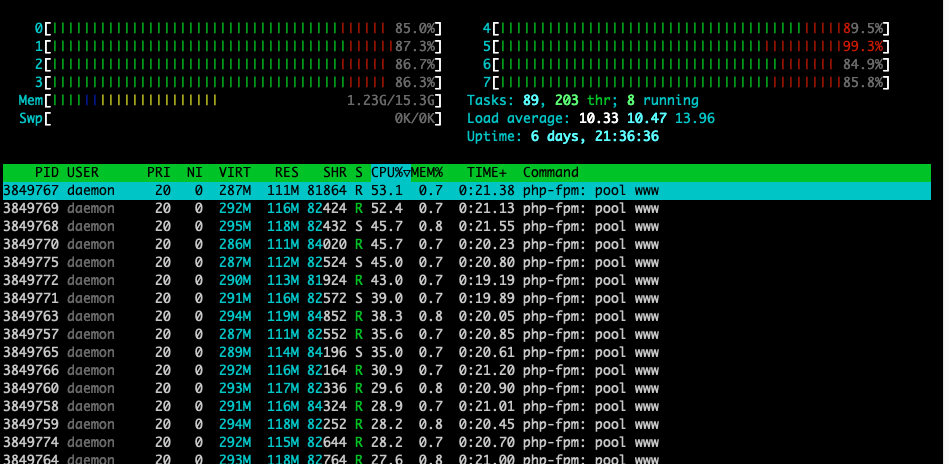 0[ 85.0%] 4[ 89.5%]
1[ 87.3%] 5[ 99.3%]
2[ 86.7%] 6[ 84.9%]
3[ 86.3%] 7[ 85.8%]
Mem[ 1.23G/15.3G] Tasks: 89, 203 thr; 8 running
Swp[ 0K/0K] Load average: 10.33 10.47 13.96
Uptime: 6 days, 21:36:36
PID USER PRI NI VIRT RES SHR S CPU%▽MEM% TIME+ Command
3849767 daemon 20 0 287M 111M 81864 R 53.1 0.7 0:21.38 php-fpm: pool www
3849769 daemon 20 0 292M 116M 82424 R 52.4 0.7 0:21.13 php-fpm: pool www
3849768 daemon 20 0 295M 118M 82432 S 45.7 0.8 0:21.55 php-fpm: pool www
3849770 daemon 20 0 286M 111M 84020 R 45.7 0.7 0:20.23 php-fpm: pool www
3849775 daemon 20 0 287M 112M 82524 S 45.0 0.7 0:20.80 php-fpm: pool www
3849772 daemon 20 0 290M 113M 81924 R 43.0 0.7 0:19.19 php-fpm: pool www
3849771 daemon 20 0 291M 116M 82572 S 39.0 0.7 0:19.89 php-fpm: pool www
3849763 daemon 20 0 294M 119M 84852 R 38.3 0.8 0:20.05 php-fpm: pool www
3849757 daemon 20 0 287M 111M 82552 R 35.6 0.7 0:20.85 php-fpm: pool www
3849765 daemon 20 0 289M 114M 84196 S 35.0 0.7 0:20.61 php-fpm: pool www
3849766 daemon 20 0 292M 116M 82164 R 30.9 0.7 0:21.20 php-fpm: pool www
3849760 daemon 20 0 293M 117M 82336 R 29.6 0.8 0:20.90 php-fpm: pool www
3849758 daemon 20 0 291M 116M 84324 R 28.9 0.7 0:21.01 php-fpm: pool www
3849759 daemon 20 0 294M 118M 82252 R 28.2 0.8 0:20.45 php-fpm: pool www
3849774 daemon 20 0 292M 115M 82644 R 28.2 0.7 0:20.70 php-fpm: pool www
3849764 daemon 20 0 293M 118M 82764 R 27.6 0.8 0:21.00 php-fpm: pool www